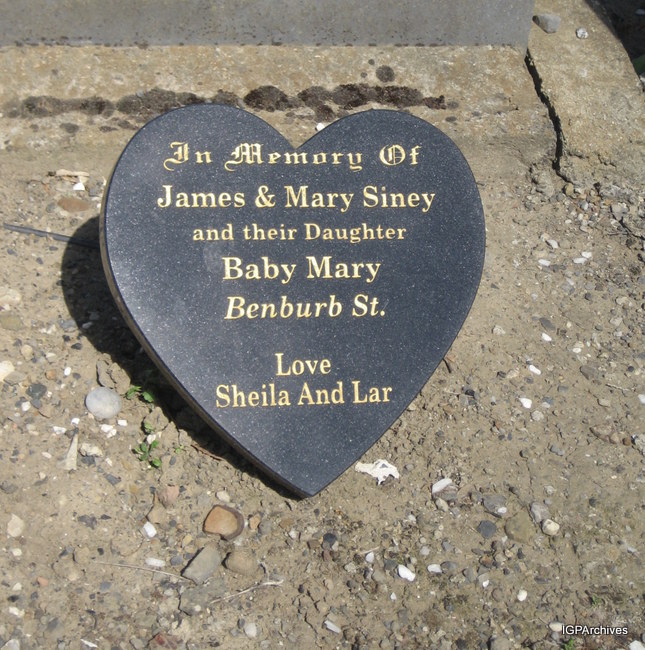 In Memory Of
James & Mary Siney
and their Daughter
Baby Mary
Benburb St.
Love
Sheila And Lar
IGPArchives